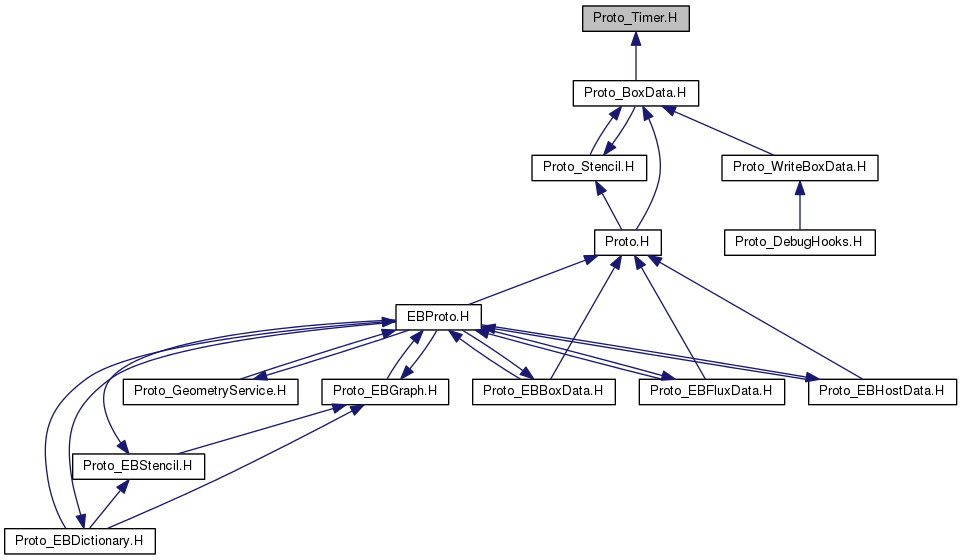 Proto_Timer.H
Proto_BoxData.H
Proto_Stencil.H
Proto_WriteBoxData.H
Proto.H
Proto_DebugHooks.H
EBProto.H
Proto_GeometryService.H
Proto_EBGraph.H
Proto_EBBoxData.H
Proto_EBFluxData.H
Proto_EBHostData.H
Proto_EBStencil.H
Proto_EBDictionary.H